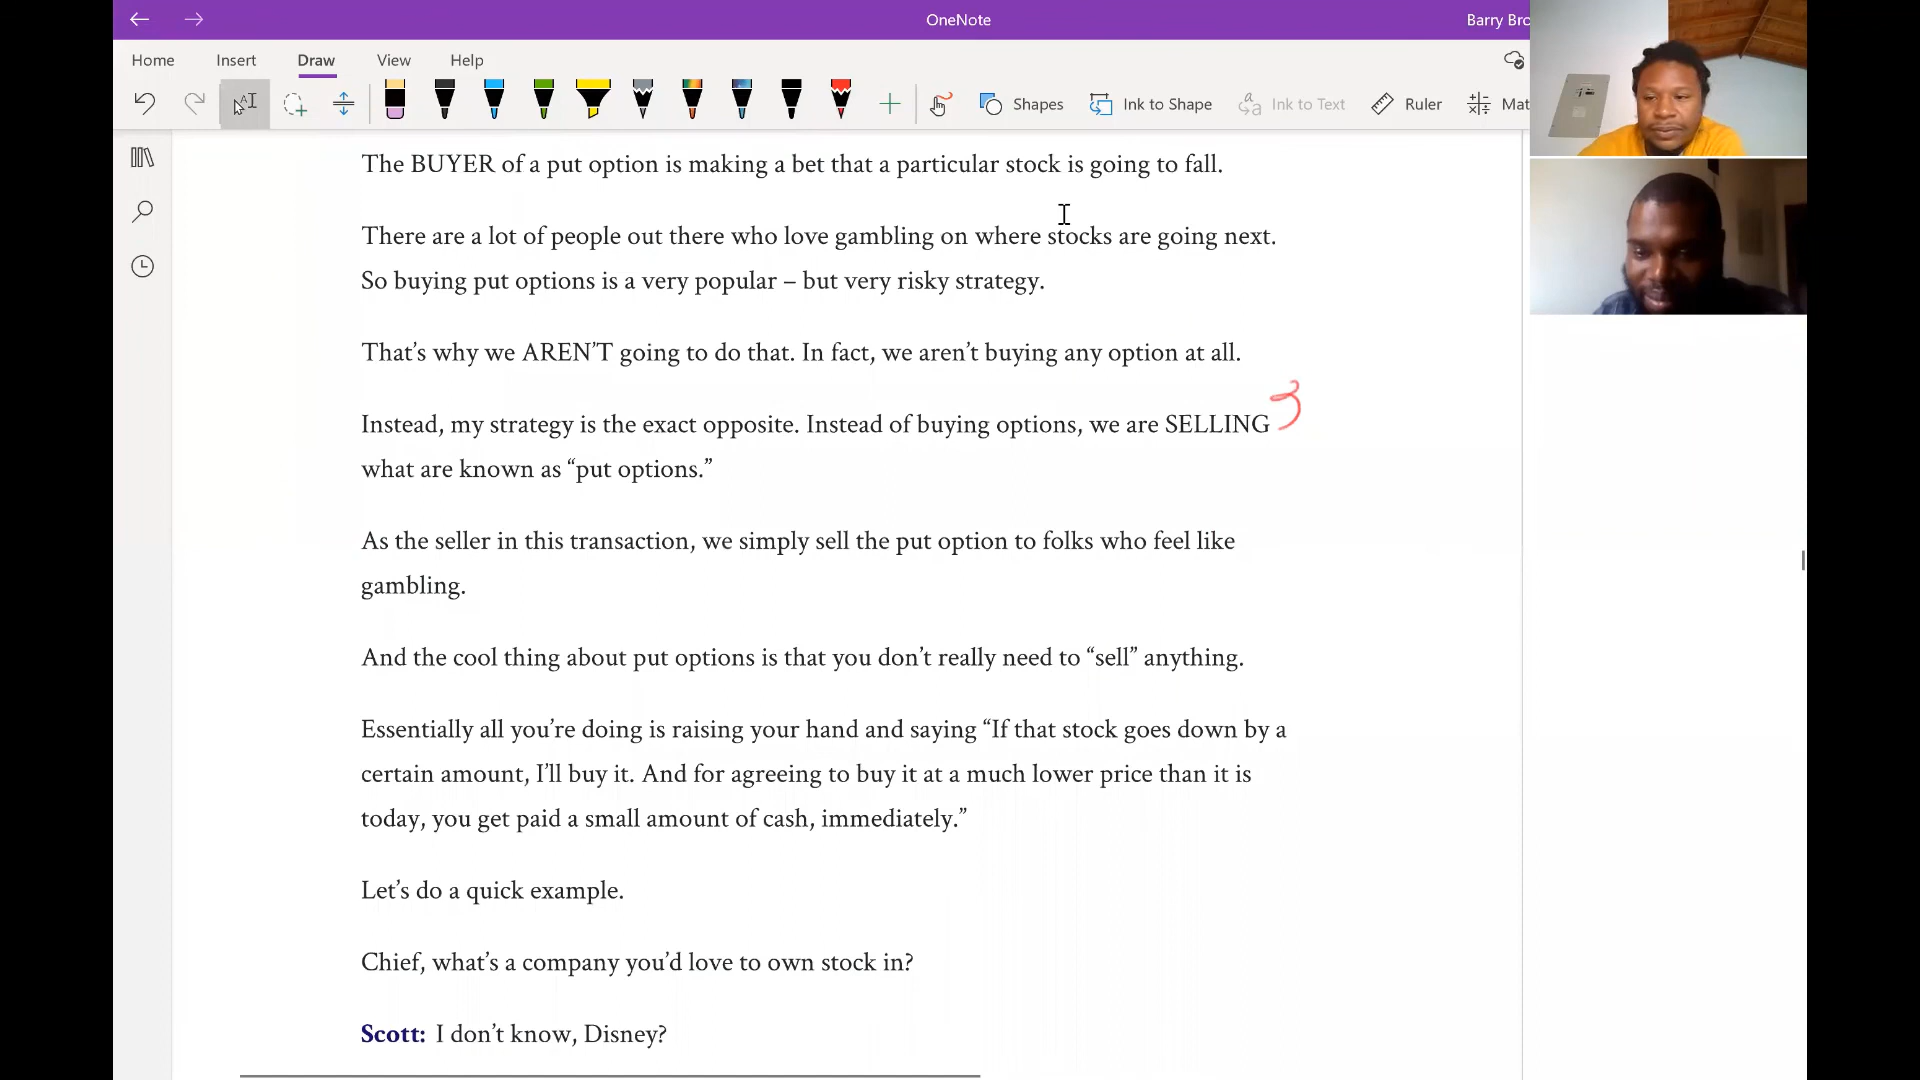 OneNote
Barry Bro
Home Insert Draw View Help
Shapes Ink to Shape Ink to Text Ruler Mat
The BUYER of a put option is making a bet that a particular stock is going to fall.
There are a lot of people out there who love gambling on where stocks are going next.
So buying put options is a very popular – but very risky strategy.
That’s why we AREN’T going to do that. In fact, we aren’t buying any option at all.
Instead, my strategy is the exact opposite. Instead of buying options, we are SELLING 3
what are known as “put options.”
As the seller in this transaction, we simply sell the put option to folks who feel like
gambling.
And the cool thing about put options is that you don’t really need to “sell” anything.
Essentially all you’re doing is raising your hand and saying “If that stock goes down by a
certain amount, I’ll buy it. And for agreeing to buy it at a much lower price than it is
today, you get paid a small amount of cash, immediately.”
Let’s do a quick example.
Chief, what’s a company you’d love to own stock in?
Scott: I don’t know, Disney?